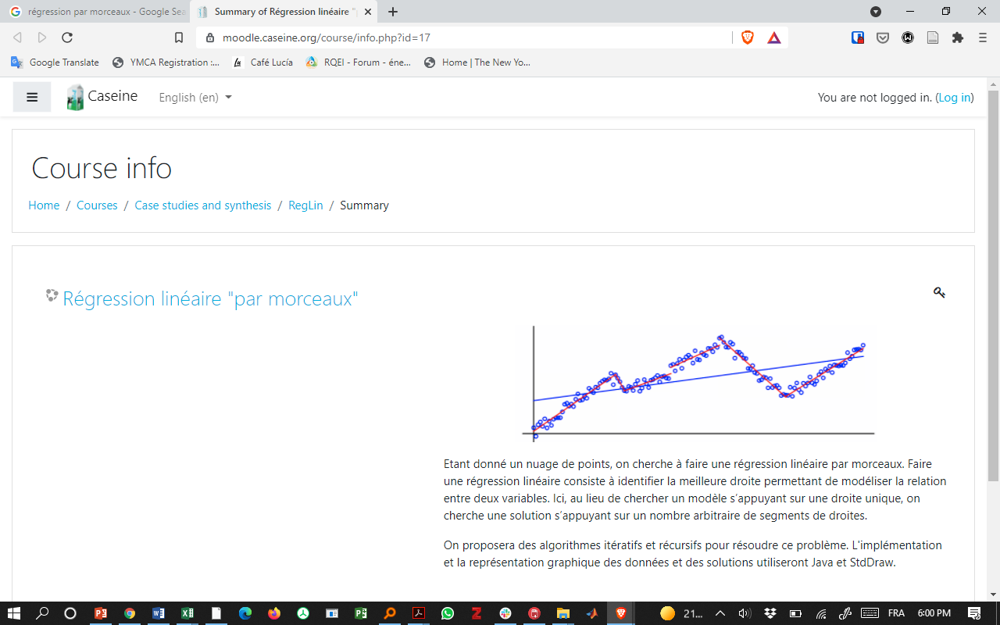 régression par morceaux - Google Sea
Summary of Régression linéaire "p
moodle.caseine.org/course/info.php?id=17
Google Translate
YMCA Registration :...
Café Lucía
RQEI - Forum - éne...
Home | The New Yo...
Caseine
English (en)
You are not logged in. (Log in)
Course info
Home / Courses / Case studies and synthesis / RegLin / Summary
Régression linéaire "par morceaux"
Etant donné un nuage de points, on cherche à faire une régression linéaire par morceaux. Faire
une régression linéaire consiste à identifier la meilleure droite permettant de modéliser la relation
entre deux variables. Ici, au lieu de chercher un modèle s’appuyant sur une droite unique, on
cherche une solution s’appuyant sur un nombre arbitraire de segments de droites.
On proposera des algorithmes itératifs et récursifs pour résoudre ce problème. L'implémentation
et la représentation graphique des données et des solutions utiliseront Java et StdDraw.
21...
FRA
6:00 PM